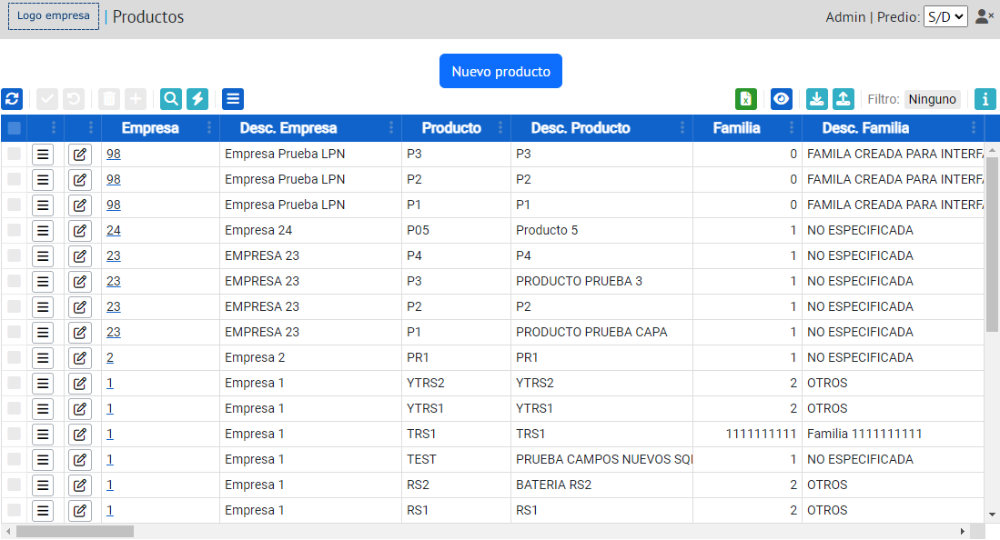 Logo empresa | Productos Admin | Predio: S/D
Nuevo producto
Filtro: Ninguno
Empresa Desc. Empresa Producto Desc. Producto Familia Desc. Familia
98 Empresa Prueba LPN P3 P3 0 FAMILA CREADA PARA INTERFA
98 Empresa Prueba LPN P2 P2 0 FAMILA CREADA PARA INTERFA
98 Empresa Prueba LPN P1 P1 0 FAMILA CREADA PARA INTERFA
24 Empresa 24 P05 Producto 5 1 NO ESPECIFICADA
23 EMPRESA 23 P4 P4 1 NO ESPECIFICADA
23 EMPRESA 23 P3 PRODUCTO PRUEBA 3 1 NO ESPECIFICADA
23 EMPRESA 23 P2 P2 1 NO ESPECIFICADA
23 EMPRESA 23 P1 PRODUCTO PRUEBA CAPA 1 NO ESPECIFICADA
2 Empresa 2 PR1 PR1 1 NO ESPECIFICADA
1 Empresa 1 YTRS2 YTRS2 2 OTROS
1 Empresa 1 YTRS1 YTRS1 2 OTROS
1 Empresa 1 TRS1 TRS1 1111111111 Familia 1111111111
1 Empresa 1 TEST PRUEBA CAMPOS NUEVOS SQ 1 NO ESPECIFICADA
1 Empresa 1 RS2 BATERIA RS2 2 OTROS
1 Empresa 1 RS1 RS1 2 OTROS